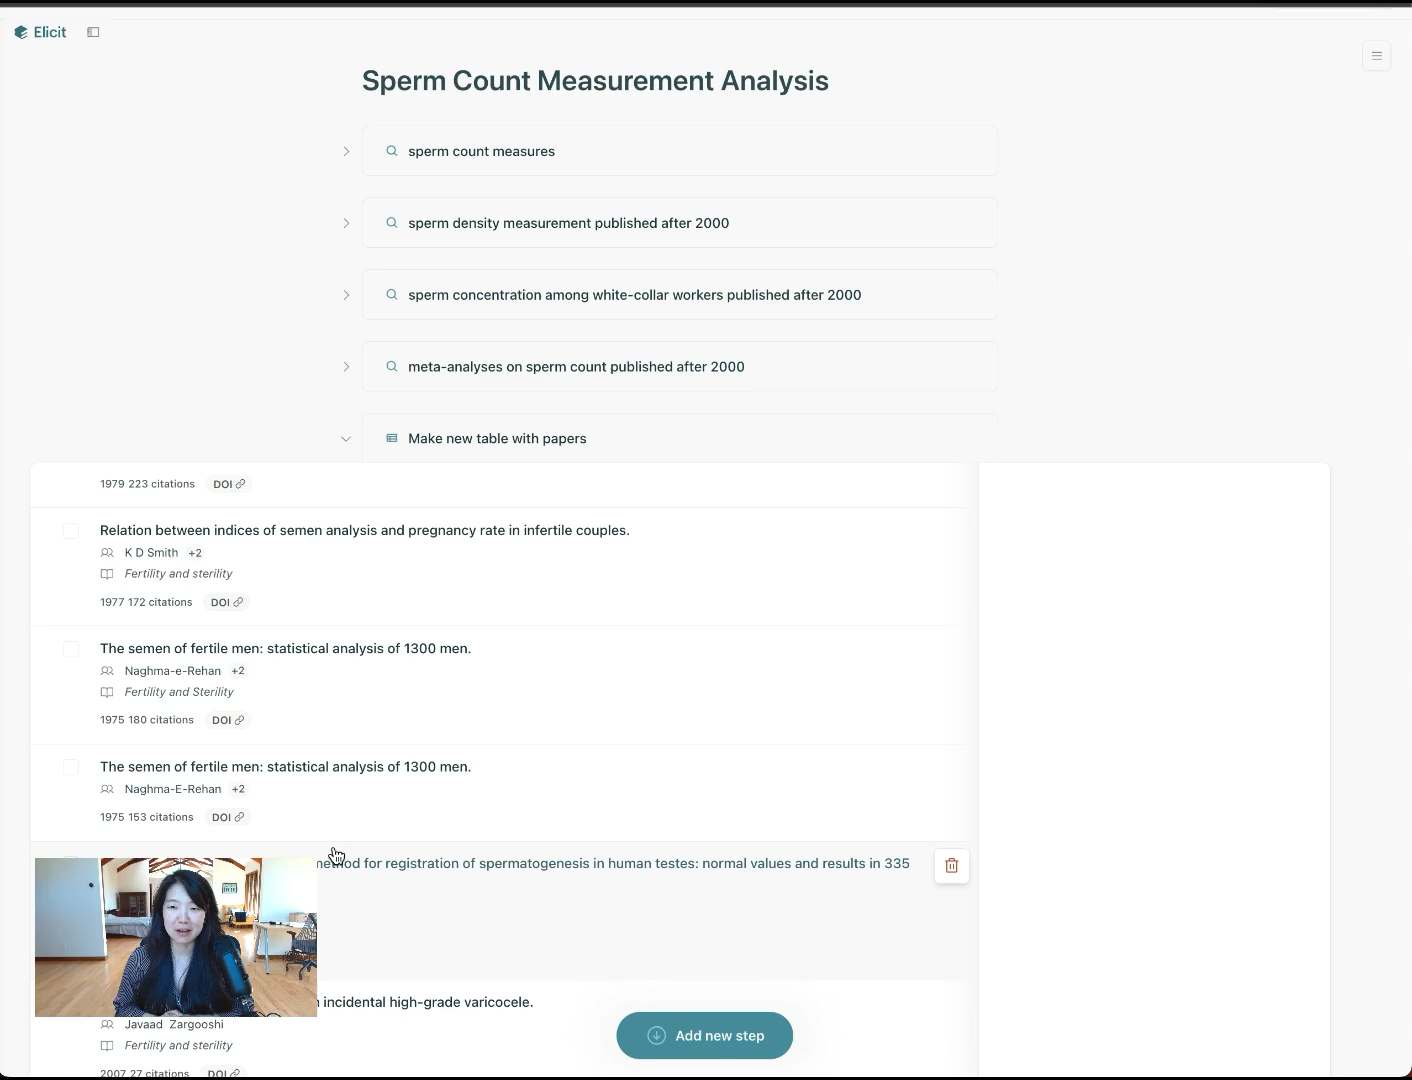 Elicit
Sperm Count Measurement Analysis
sperm count measures
sperm density measurement published after 2000
sperm concentration among white-collar workers published after 2000
meta-analyses on sperm count published after 2000
Make new table with papers
1979 223 citations DOI
Relation between indices of semen analysis and pregnancy rate in infertile couples.
K D Smith +2
Fertility and sterility
1977 172 citations DOI
The semen of fertile men: statistical analysis of 1300 men.
Naghma-e-Rehan +2
Fertility and Sterility
1975 180 citations DOI
The semen of fertile men: statistical analysis of 1300 men.
Naghma-E-Rehan +2
1975 153 citations DOI
for registration of spermatogenesis in human testes: normal values and results in 335
incidental high-grade varicocele.
Javaad Zargooshi
Fertility and sterility
2007 27 citations DOI
Add new step